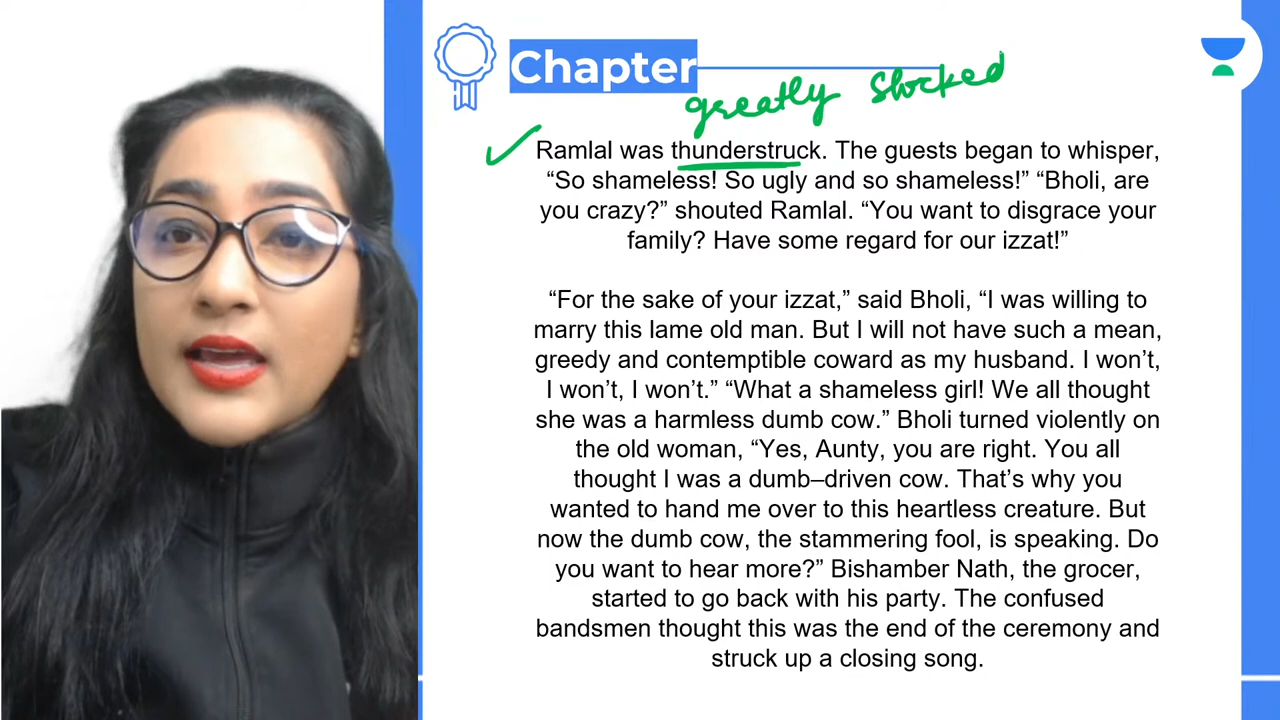 Chapter
greatly shocked
Ramlal was thunderstruck. The guests began to whisper,
“So shameless! So ugly and so shameless!” “Bholi, are
you crazy?” shouted Ramlal. “You want to disgrace your
family? Have some regard for our izzat!”
“For the sake of your izzat,” said Bholi, “I was willing to
marry this lame old man. But I will not have such a mean,
greedy and contemptible coward as my husband. I won’t,
I won’t, I won’t.” “What a shameless girl! We all thought
she was a harmless dumb cow.” Bholi turned violently on
the old woman, “Yes, Aunty, you are right. You all
thought I was a dumb–driven cow. That’s why you
wanted to hand me over to this heartless creature. But
now the dumb cow, the stammering fool, is speaking. Do
you want to hear more?” Bishamber Nath, the grocer,
started to go back with his party. The confused
bandsmen thought this was the end of the ceremony and
struck up a closing song.